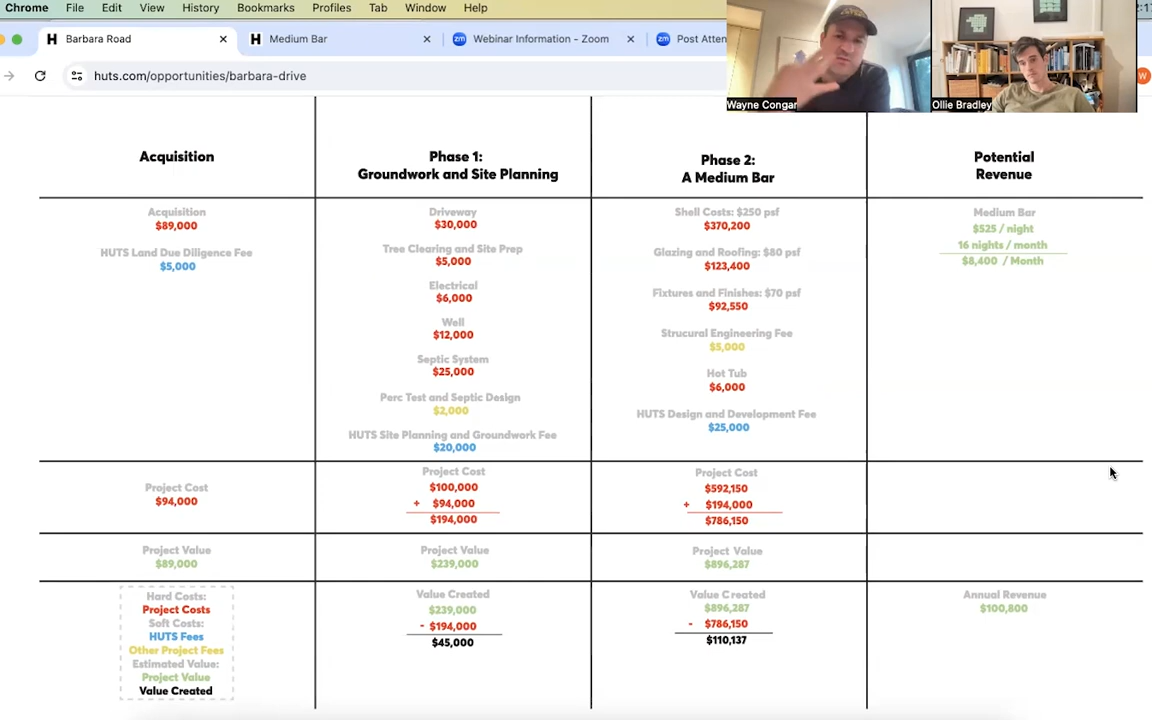 Chrome File Edit View History Bookmarks Profiles Tab Window Help
Barbara Road
Medium Bar
Webinar Information - Zoom
Post Atten
huts.com/opportunities/barbara-drive
W
Wayne Congar
Ollie Bradley
Acquisition
Acquisition
$89,000
HUTS Land Due Diligence Fee
$5,000
Project Cost
$94,000
Project Value
$89,000
Hard Costs:
Project Costs
Soft Costs:
HUTS Fees
Other Project Fees
Estimated Value:
Project Value
Value Created
Phase 1:
Groundwork and Site Planning
Driveway
$30,000
Tree Clearing and Site Prep
$5,000
Electrical
$6,000
Well
$12,000
Septic System
$25,000
Perc Test and Septic Design
$2,000
HUTS Site Planning and Groundwork Fee
$20,000
Project Cost
$100,000
+ $94,000
$194,000
Project Value
$239,000
Value Created
$239,000
- $194,000
$45,000
Phase 2:
A Medium Bar
Shell Costs: $250 psf
$370,200
Glazing and Roofing: $80 psf
$123,400
Fixtures and Finishes: $70 psf
$92,550
Strucural Engineering Fee
$5,000
Hot Tub
$6,000
HUTS Design and Development Fee
$25,000
Project Cost
$592,150
+ $194,000
$786,150
Project Value
$896,287
Value Created
$896,287
- $786,150
$110,137
Potential
Revenue
Medium Bar
$525 / night
16 nights / month
$8,400 / Month
Annual Revenue
$100,800